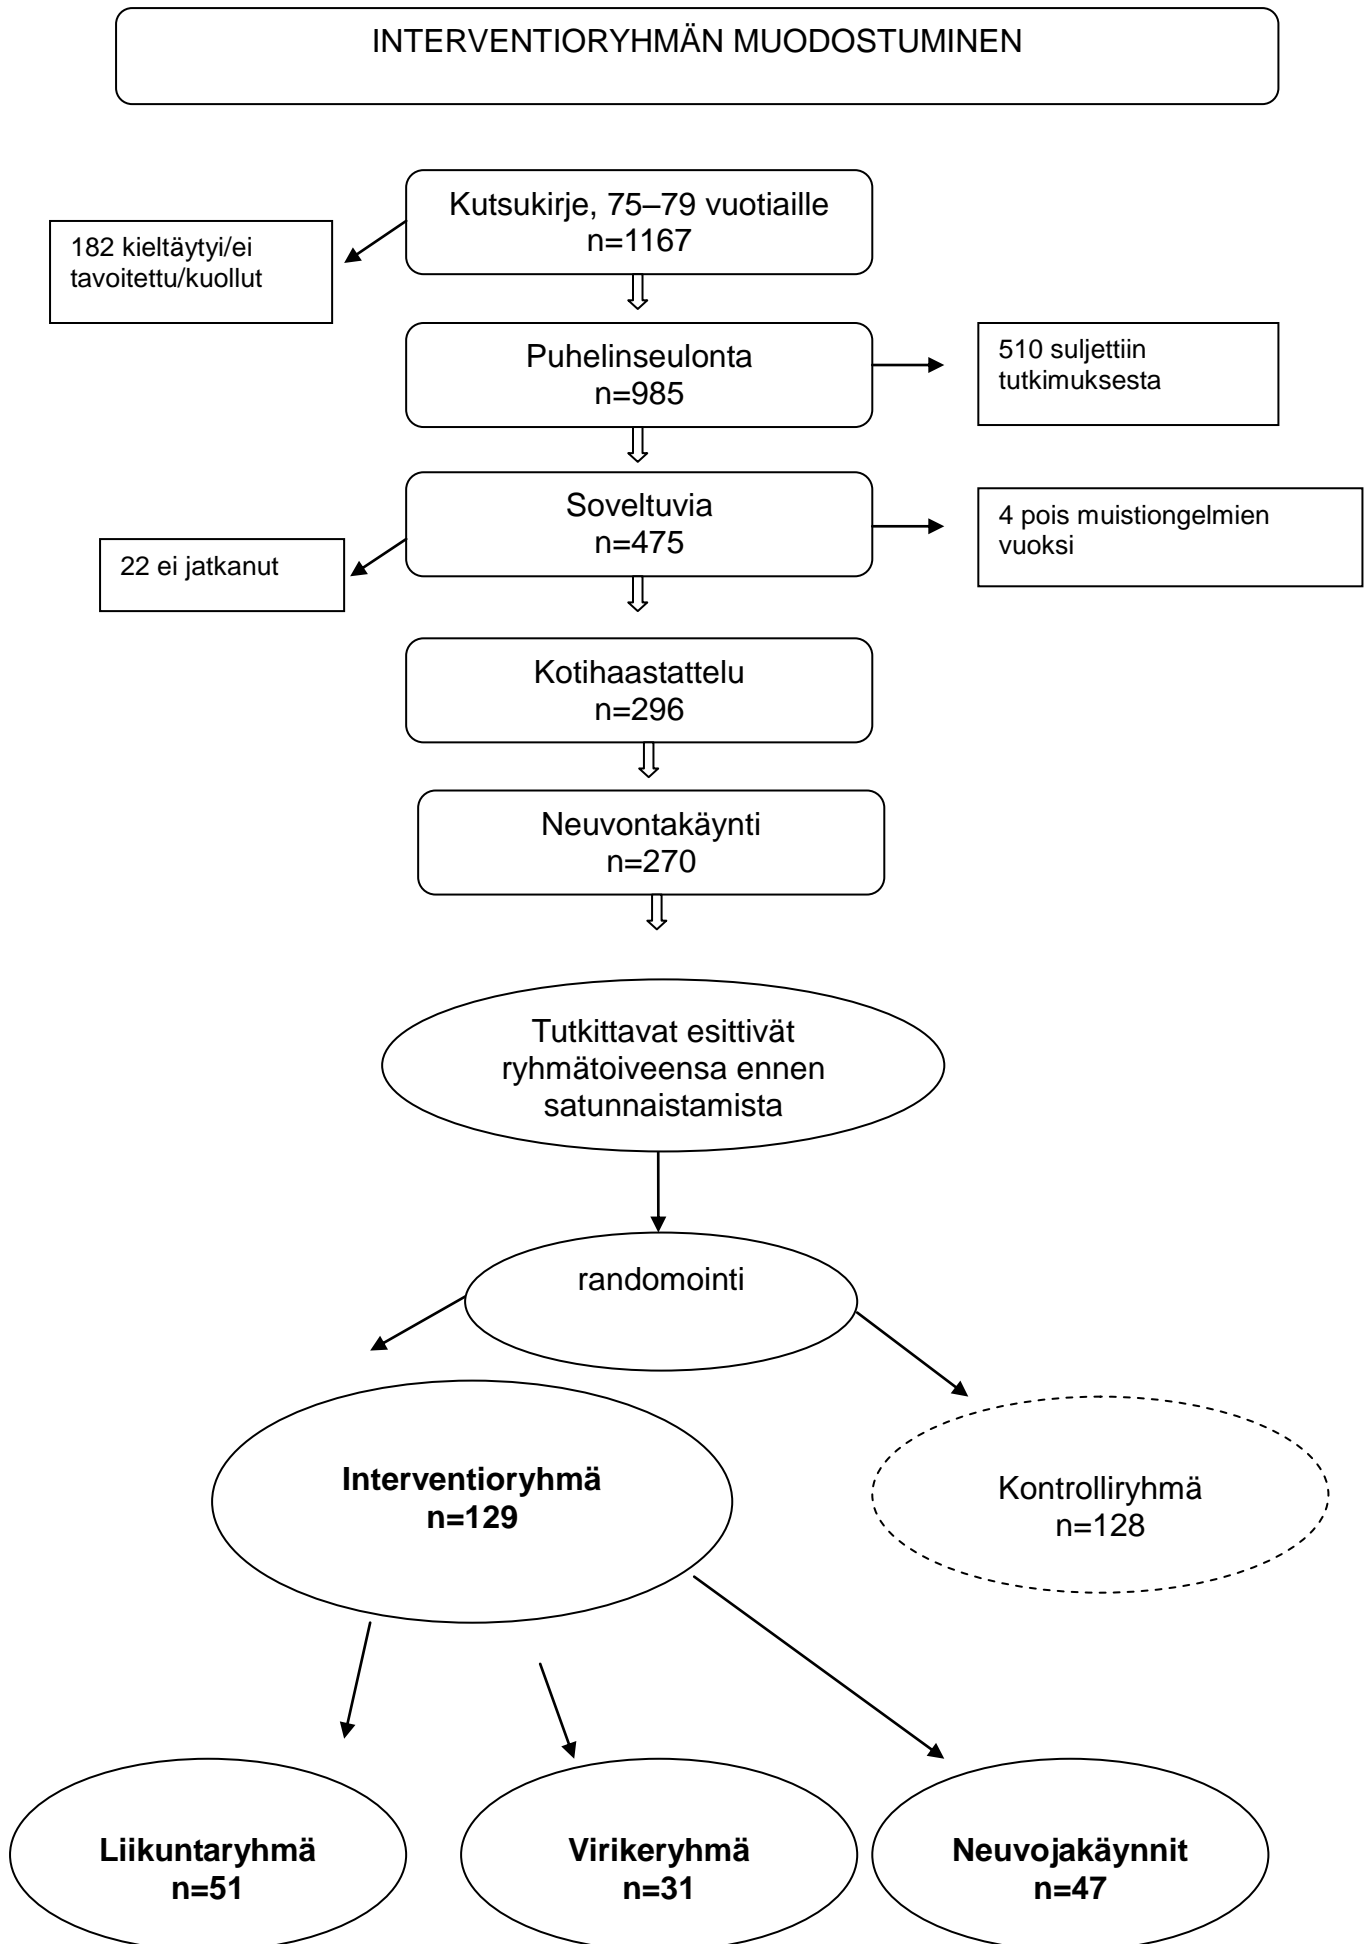 INTERVENTIORYHMÄN MUODOSTUMINEN
Kutsukirje, 75–79 vuotiaille
n=1167
182 kieltäytyi/ei
tavoitettu/kuollut
Puhelinseulonta
n=985
510 suljettiin
tutkimuksesta
Soveltuvia
n=475
4 pois muistiongelmien
vuoksi
22 ei jatkanut
Kotihaastattelu
n=296
Neuvontakäynti
n=270
Tutkittavat esittivät
ryhmätoiveensa ennen
satunnaistamista
randomointi
Interventioryhmä
n=129
Kontrolliryhmä
n=128
Liikuntaryhmä
n=51
Virikeryhmä
n=31
Neuvojakäynnit
n=47